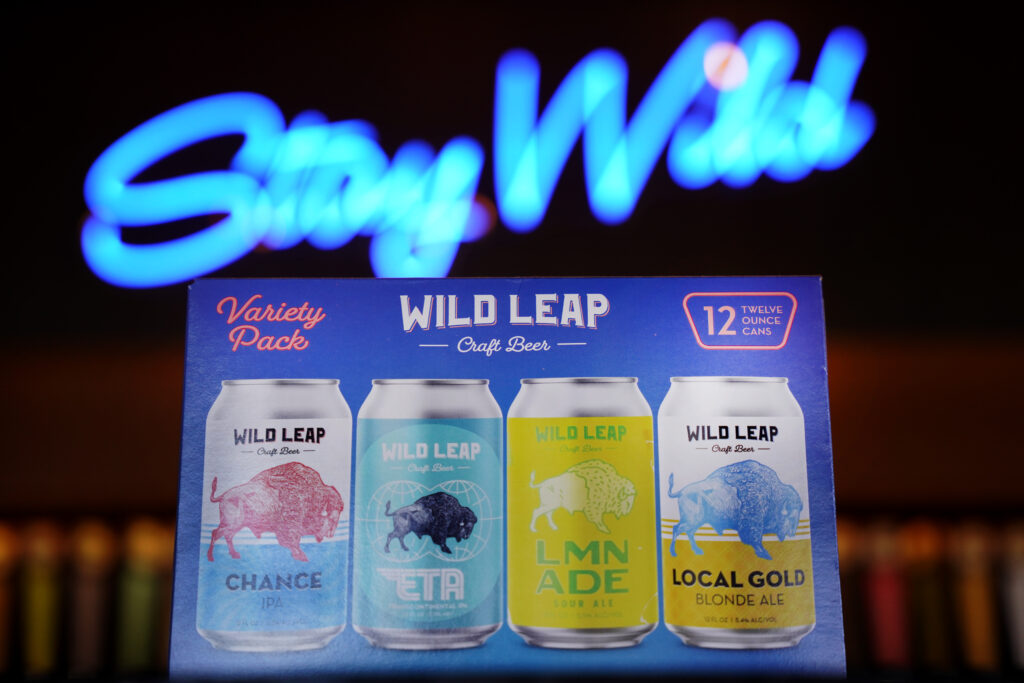 Stay Wild
Variety
Pack
WILD LEAP
Craft Beer
12 TWELVE
OUNCE
CANS
WILD LEAP
Craft Beer
CHANCE
IPA
WILD LEAP
Craft Beer
ETA
TRANSCONTINENTAL IPA
WILD LEAP
Craft Beer
LMN
ADE
SOUR ALE
WILD LEAP
Craft Beer
LOCAL GOLD
BLONDE ALE
12 FL OZ | 5.4% ALC/VOL